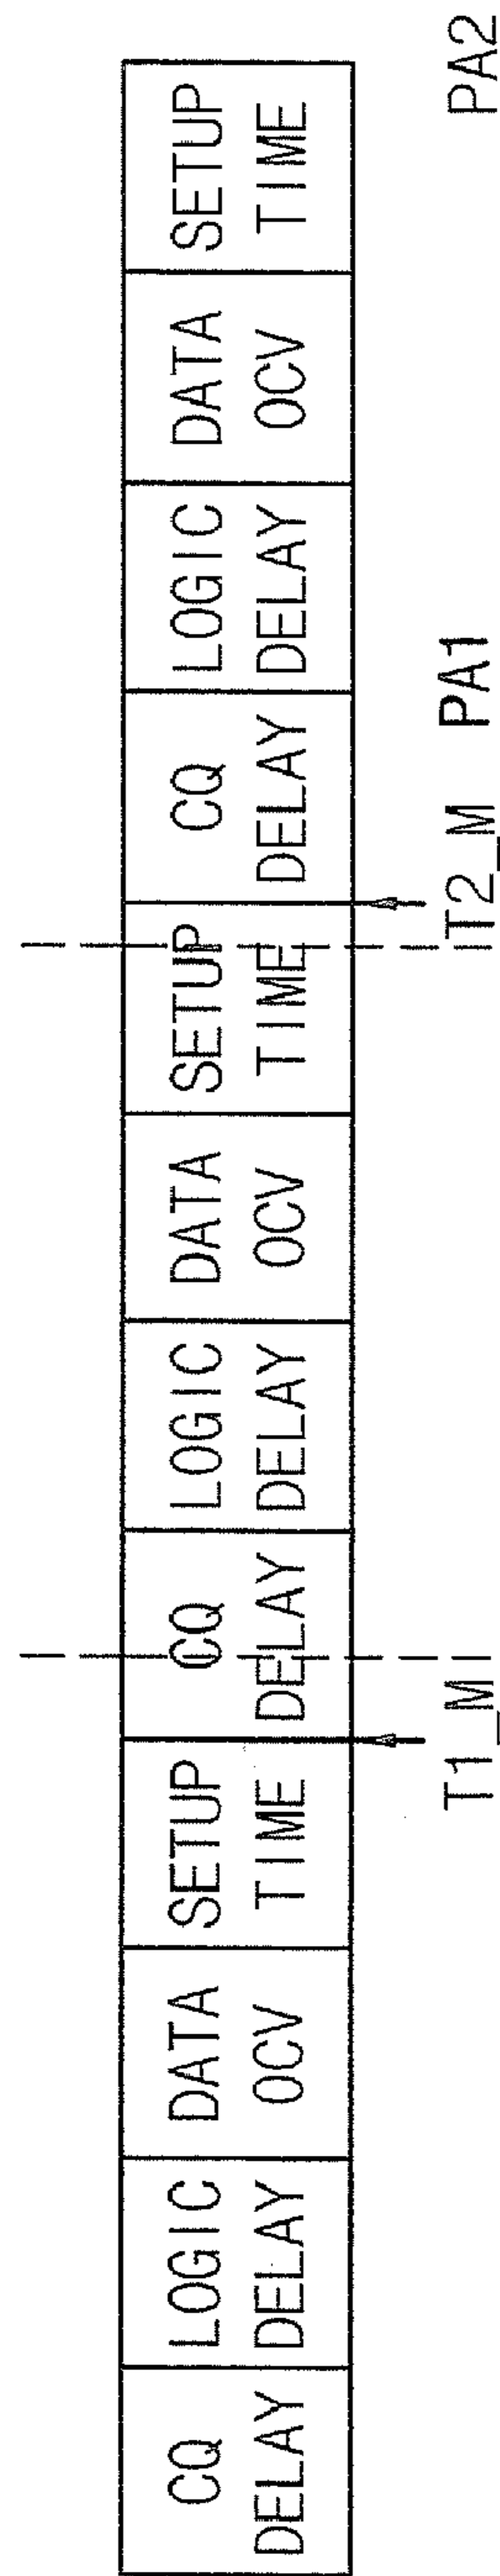 CQ
DELAY
LOGIC
DELAY
DATA
OCV
SETUP
TIME
CQ
DELAY
LOGIC
DELAY
DATA
OCV
SETUP
TIME
CQ
DELAY
LOGIC
DELAY
DATA
OCV
SETUP
TIME
T1_M
T2_M
PA1
PA2